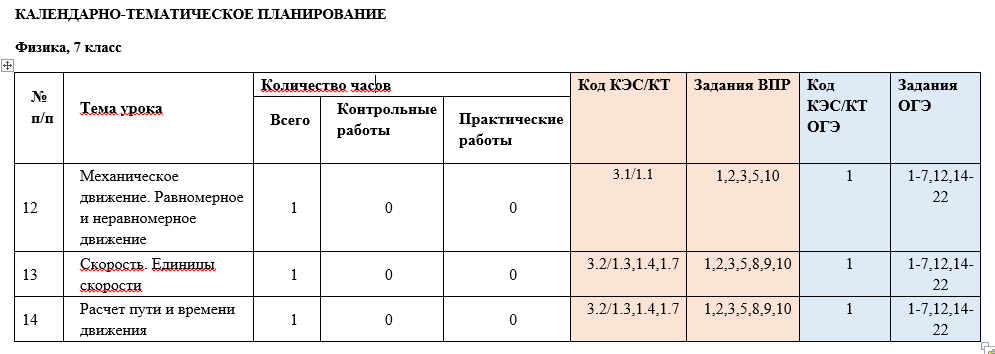 КАЛЕНДАРНО-ТЕМАТИЧЕСКОЕ ПЛАНИРОВАНИЕ
Физика, 7 класс
№ п/п
Тема урока
Количество часов
Всего
Контрольные работы
Практические работы
Код КЭС/КТ
Задания ВПР
Код КЭС/КТ ОГЭ
Задания ОГЭ
12
Механическое
движение. Равномерное
и неравномерное
движение
1
0
0
3.1/1.1
1,2,3,5,10
1
1-7,12,14-
22
13
Скорость. Единицы
скорости
1
0
0
3.2/1.3,1.4,1.7
1,2,3,5,8,9,10
1
1-7,12,14-
22
14
Расчет пути и времени
движения
1
0
0
3.2/1.3,1.4,1.7
1,2,3,5,8,9,10
1
1-7,12,14-
22